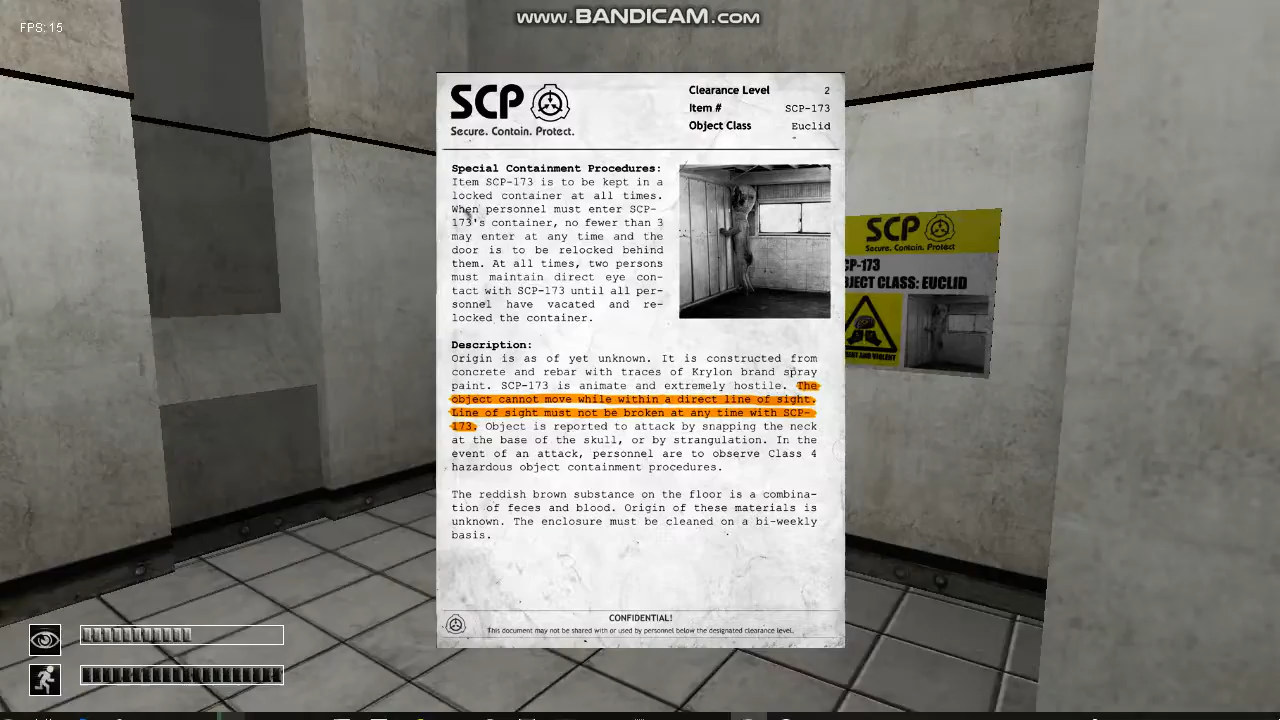 FPS: 15
WWW.BANDICAM.COM
SCP
Secure. Contain. Protect.
Clearance Level 2
Item # SCP-173
Object Class Euclid
Special Containment Procedures:
Item SCP-173 is to be kept in a
locked container at all times.
When personnel must enter SCP-
173's container, no fewer than 3
may enter at any time and the
door is to be relocked behind
them. At all times, two persons
must maintain direct eye con-
tact with SCP-173 until all per-
sonnel have vacated and re-
locked the container.
Description:
Origin is as of yet unknown. It is constructed from
concrete and rebar with traces of Krylon brand spray
paint. SCP-173 is animate and extremely hostile. The
object cannot move while within a direct line of sight.
Line of sight must not be broken at any time with SCP-
173. Object is reported to attack by snapping the neck
at the base of the skull, or by strangulation. In the
event of an attack, personnel are to observe Class 4
hazardous object containment procedures.
The reddish brown substance on the floor is a combina-
tion of feces and blood. Origin of these materials is
unknown. The enclosure must be cleaned on a bi-weekly
basis.
CONFIDENTIAL!
This document may not be shared with or used by personnel below the designated clearance level.
SCP
Secure. Contain. Protect
CP-173
BJECT CLASS: EUCLID
AND VIOLENT